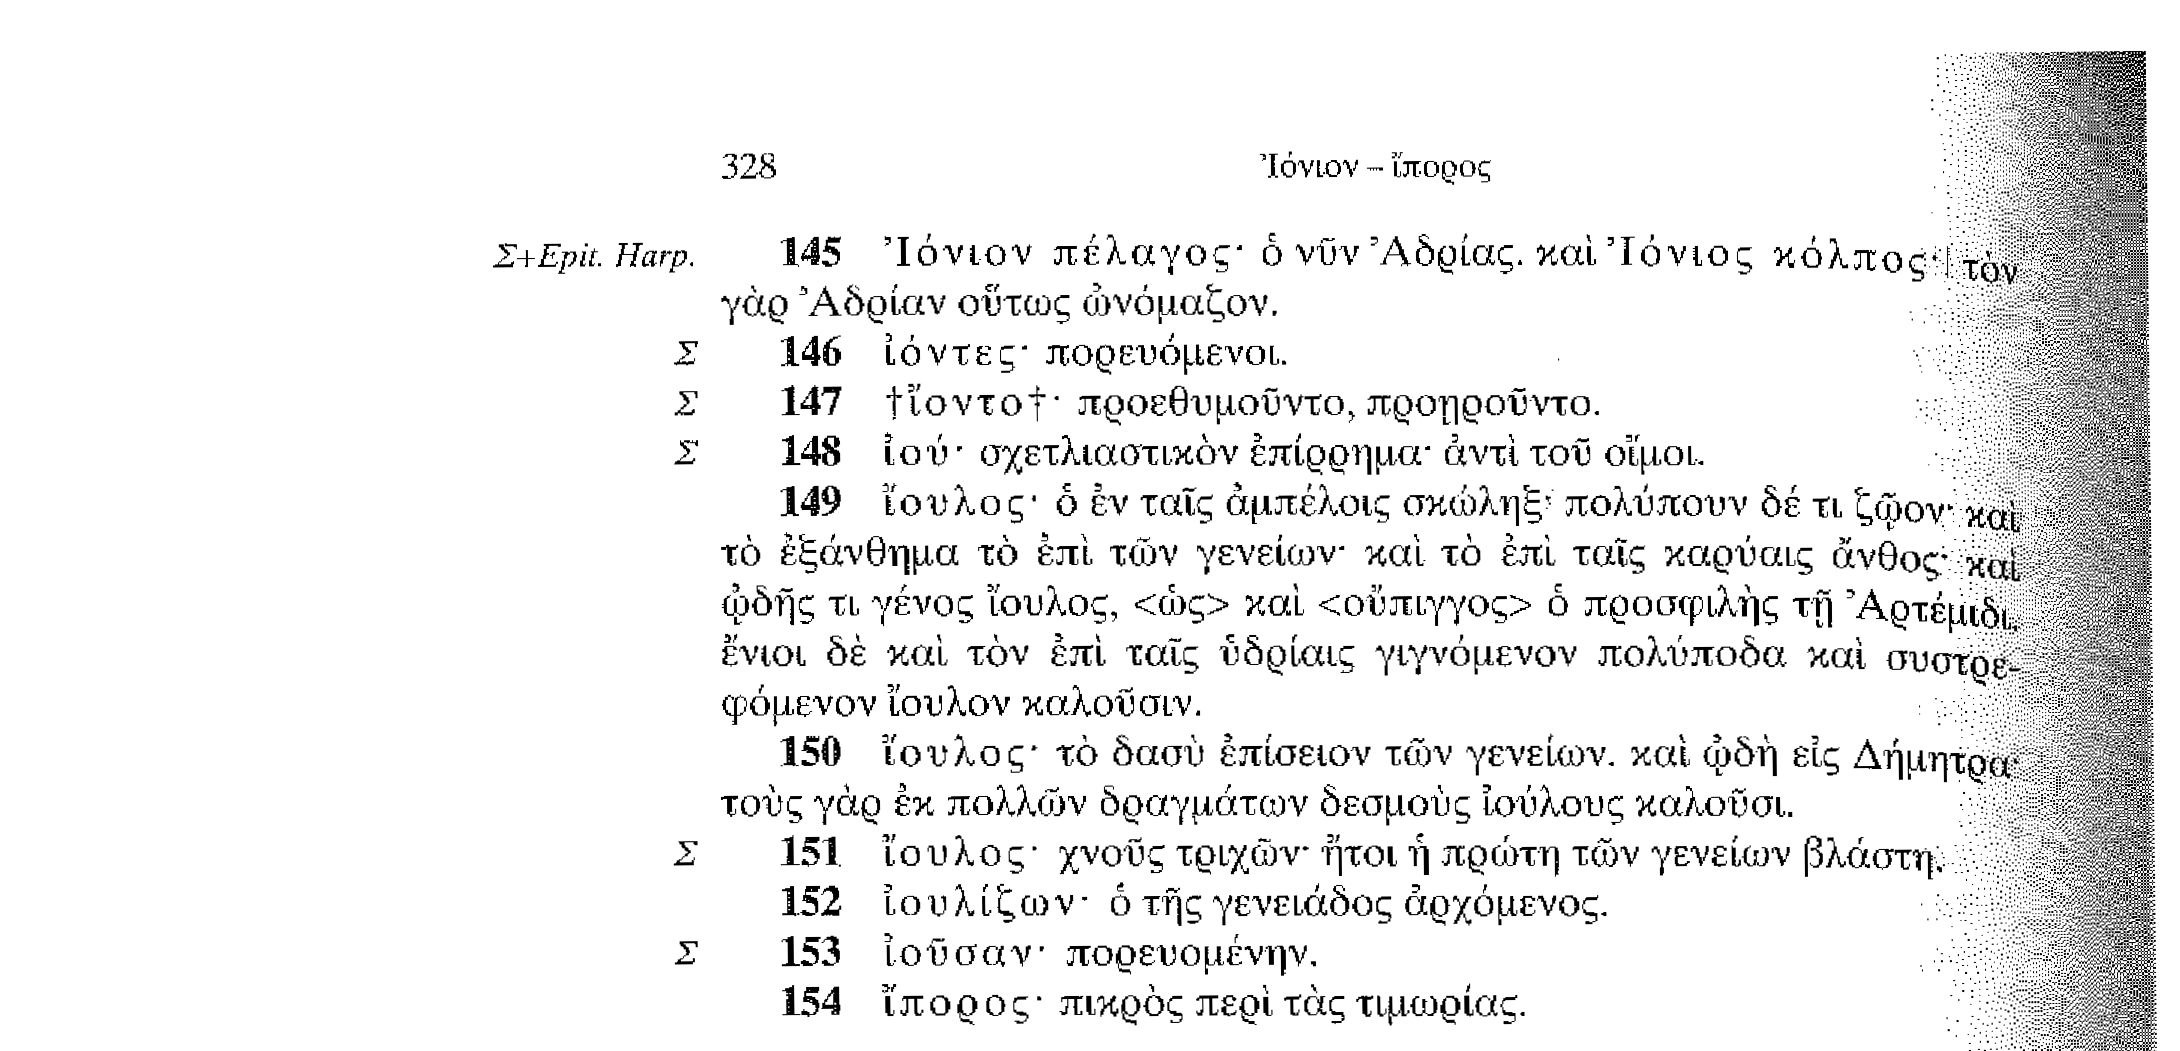 328 Ἰόνιον – ἴπορος
Σ+Epit. Harp. 145 Ἰόνιον πέλαγος· ὁ νῦν Ἀδρίας. καὶ Ἰόνιος κόλπος· τὸν
γὰρ Ἀδρίαν οὕτως ὠνόμαζον.
Σ 146 ἰόντες· πορευόμενοι.
Σ 147 †ἴοντο†· προεθυμοῦντο, προῃροῦντο.
Σ 148 ἰού· σχετλιαστικὸν ἐπίρρημα· ἀντὶ τοῦ οἴμοι.
149 ἴουλος· ὁ ἐν ταῖς ἀμπέλοις σκώληξ· πολύπουν δέ τι ζῷον· καὶ
τὸ ἐξάνθημα τὸ ἐπὶ τῶν γενείων· καὶ τὸ ἐπὶ ταῖς καρύαις ἄνθος· καὶ
ᾠδῆς τι γένος ἴουλος, <ὡς> καὶ <οὔπιγγος> ὁ προσφιλὴς τῇ Ἀρτέμιδι.
ἔνιοι δὲ καὶ τὸν ἐπὶ ταῖς ὑδρίαις γιγνόμενον πολύποδα καὶ συστρε-
φόμενον ἴουλον καλοῦσιν.
150 ἴουλος· τὸ δασὺ ἐπίσειον τῶν γενείων. καὶ ᾠδὴ εἰς Δήμητρα·
τοὺς γὰρ ἐκ πολλῶν δραγμάτων δεσμοὺς ἰούλους καλοῦσι.
Σ 151 ἴουλος· χνοῦς τριχῶν· ἤτοι ἡ πρώτη τῶν γενείων βλάστη.
152 ἰουλίζων· ὁ τῆς γενειάδος ἀρχόμενος.
Σ 153 ἰοῦσαν· πορευομένην.
154 ἴπορος· πικρὸς περὶ τὰς τιμωρίας.